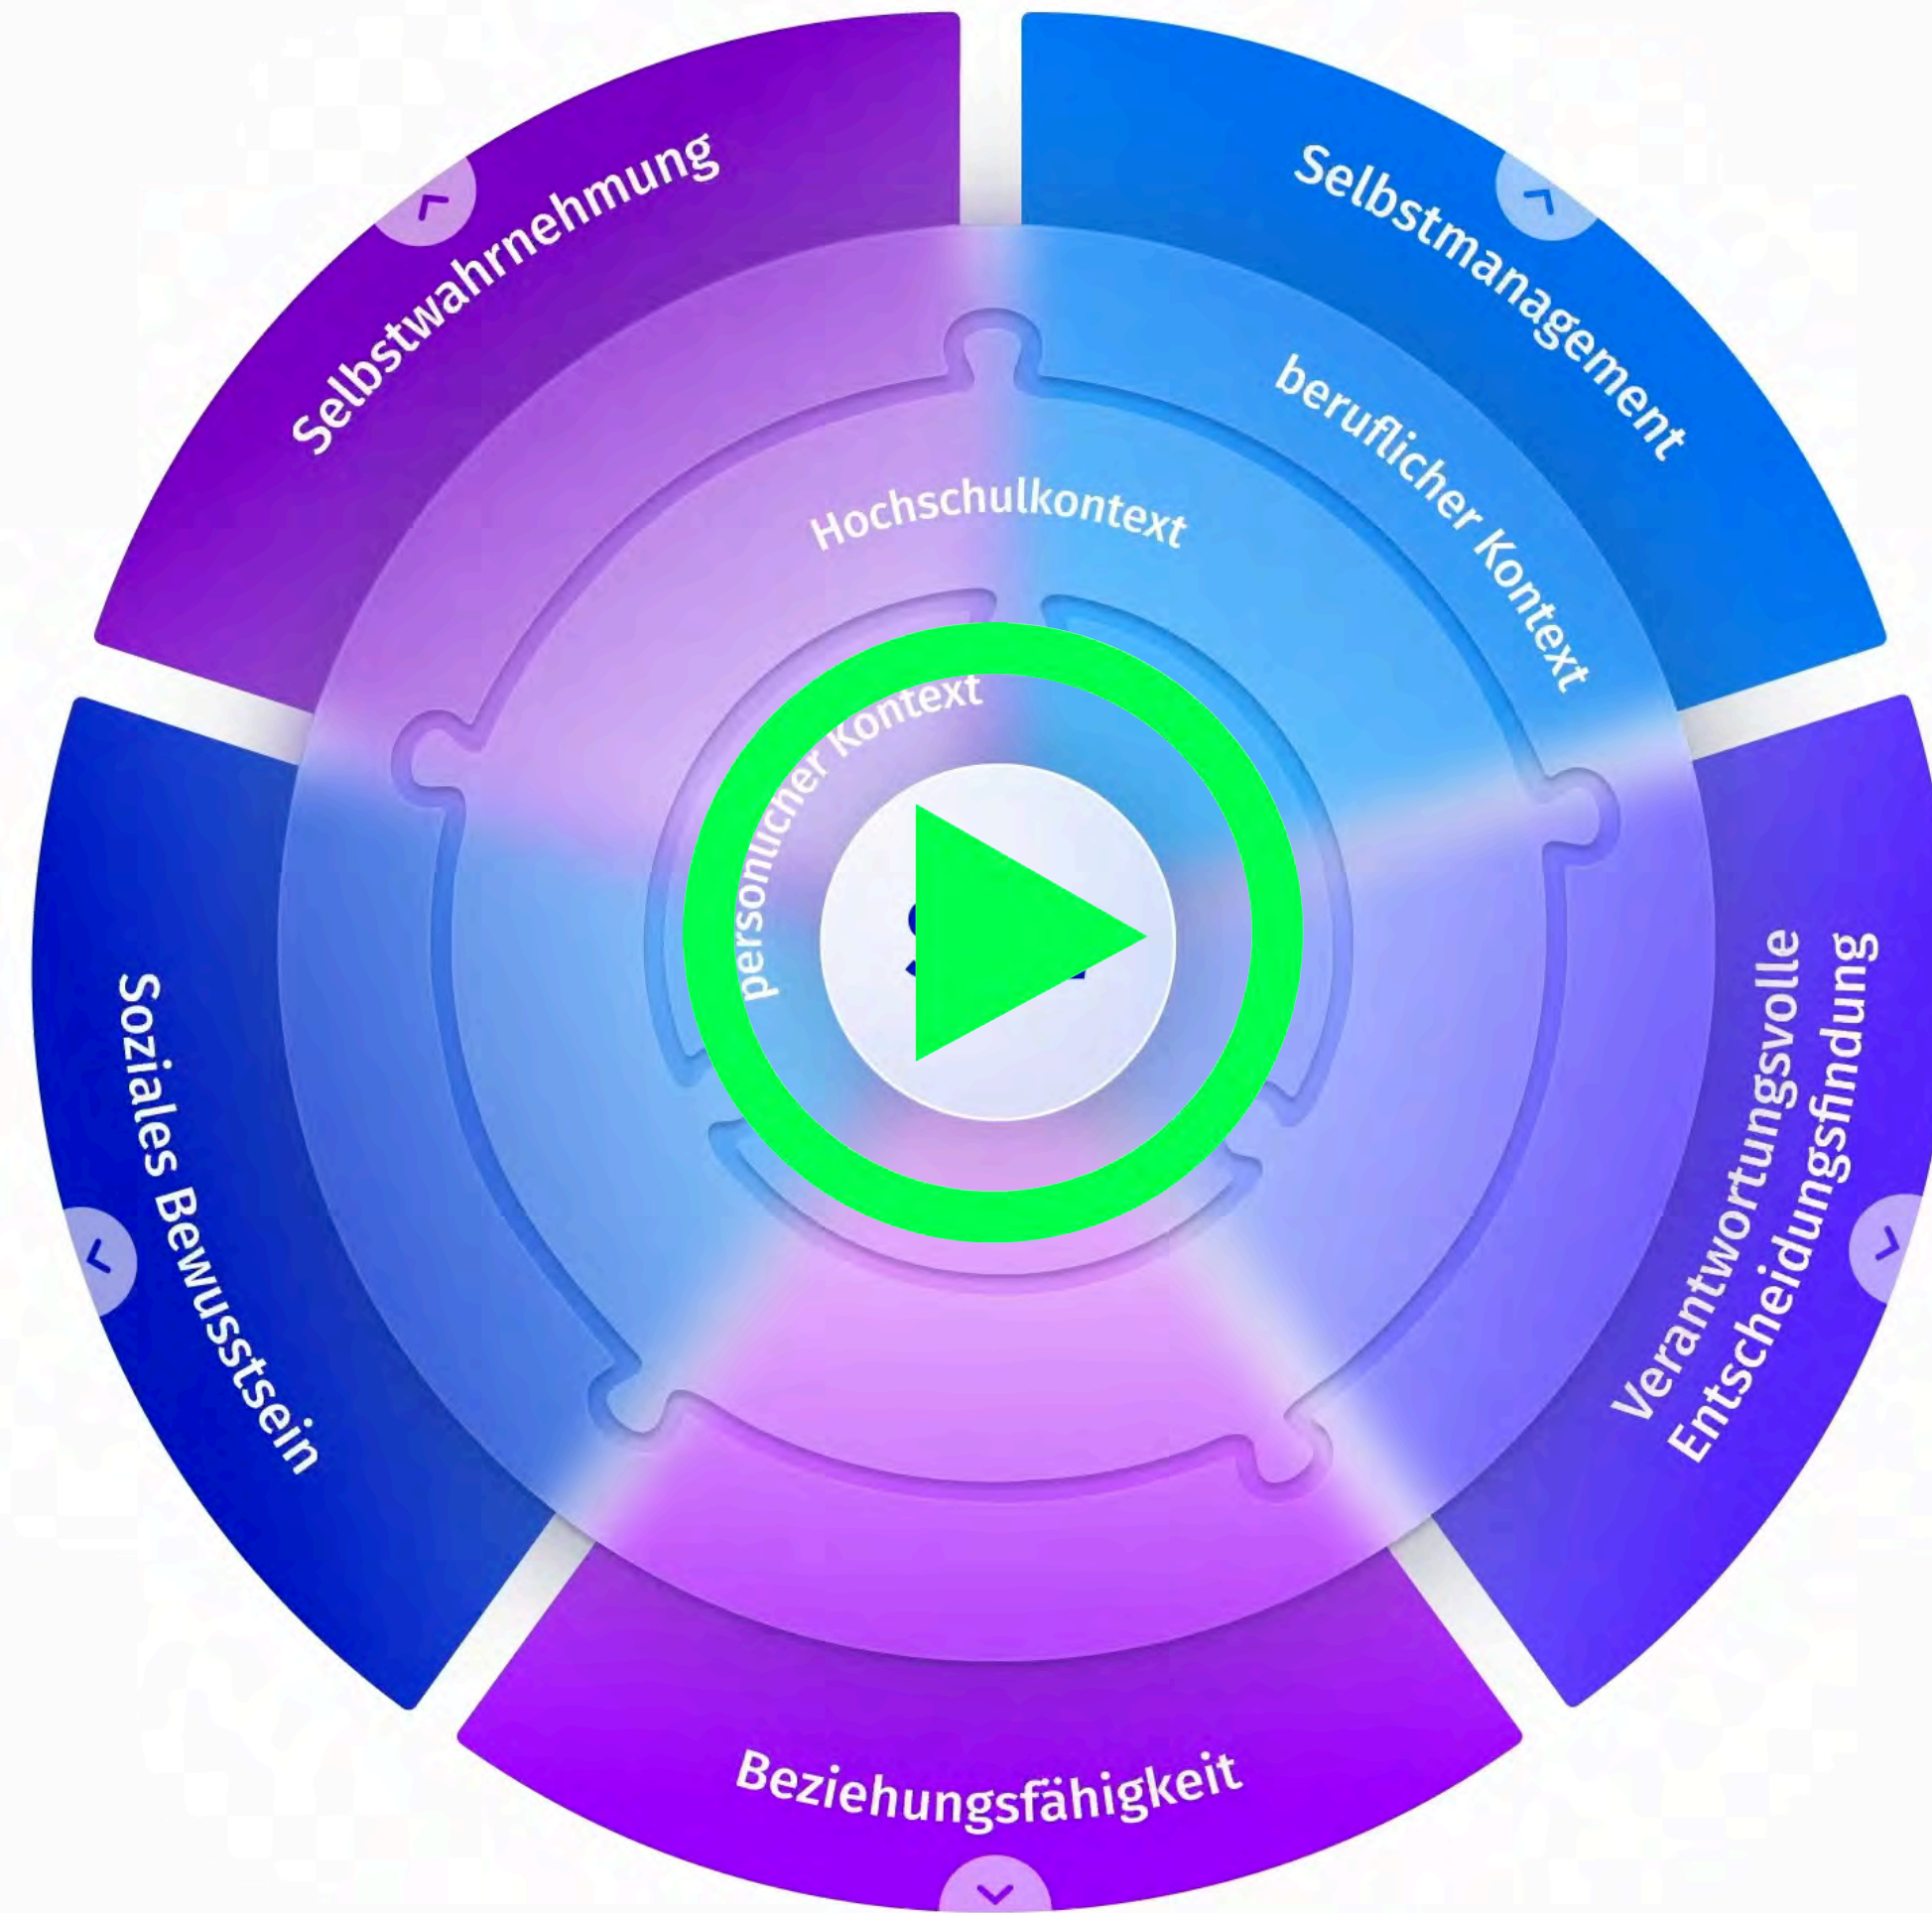 Selbstwahrnehmung
Selbstmanagement
beruflicher Kontext
Hochschulkontext
persönlicher Kontext
Verantwortungsvolle
Entscheidungsfindung
Soziales Bewusstsein
Beziehungsfähigkeit